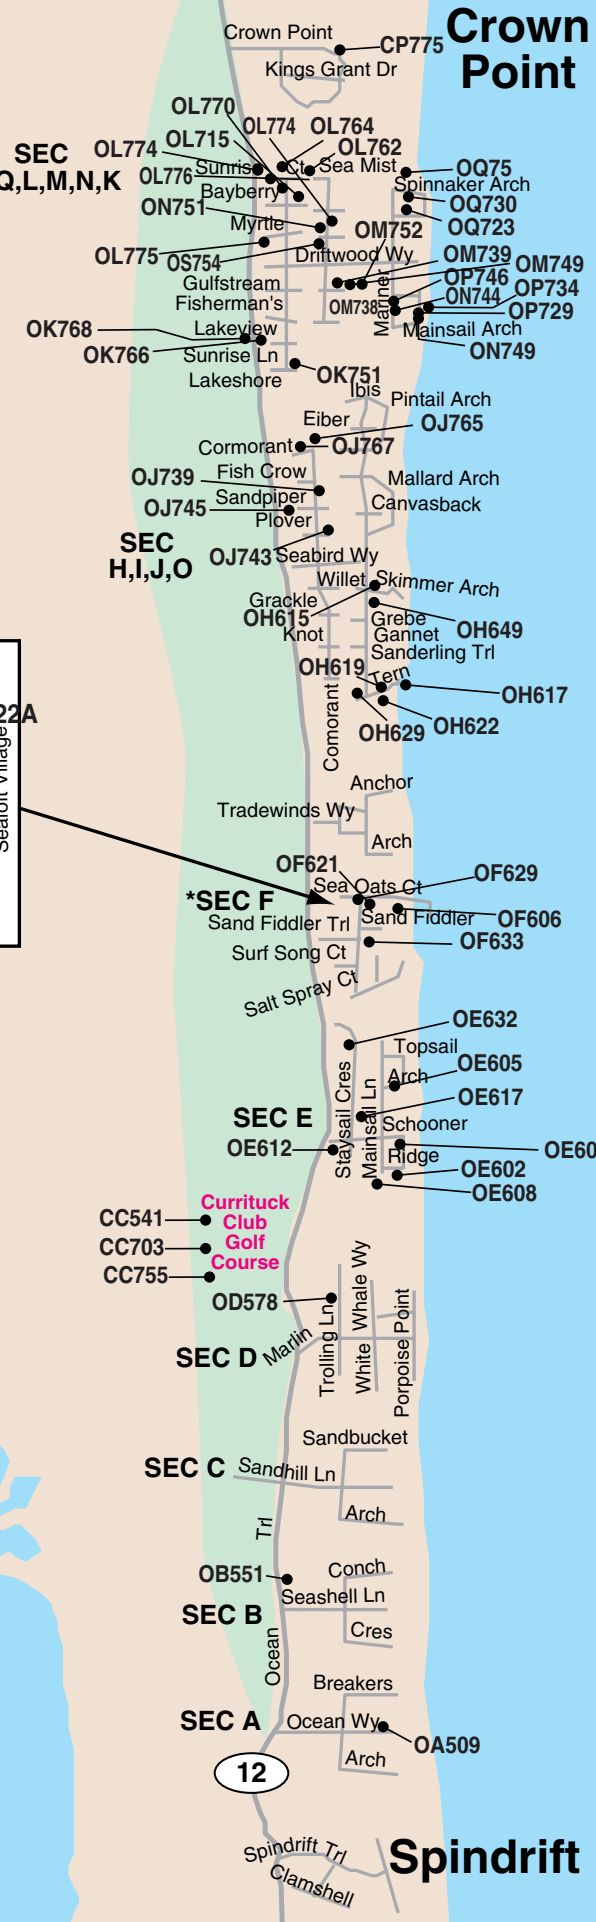 Crown
Point
Crown Point
CP775
Kings Grant Dr
OL770
OL774
OL764
OL715
OL762
SEC
Q,L,M,N,K
OL774
Sunris
Ct
Sea Mist
OQ75
OL776
Bayberry
Spinnaker Arch
ON751
OQ730
Myrtle
OM752
OQ723
OL775
OS754
Driftwood Wy
OM739
OM749
Gulfstream
OP746
Fisherman's
OM738
Mariner
ON744
OP734
OP729
OK768
Lakeview
Mainsail Arch
OK766
Sunrise Ln
ON749
Lakeshore
OK751
Ibis
Pintail Arch
Eiber
OJ765
Cormorant
OJ767
Fish Crow
OJ739
Mallard Arch
Sandpiper
Canvasback
OJ745
Plover
SEC
H,I,J,O
OJ743
Seabird Wy
Willet
Skimmer Arch
Grackle
OH615
Grebe
Knot
Gannet
OH649
Sanderling Trl
OH619
Tern
OH617
22A
Sealoft Village
Comorant
OH629
OH622
Anchor
Tradewinds Wy
Arch
OF621
Sea Oats Ct
OF629
*SEC F
Sand Fiddler Trl
Sand Fiddler
OF606
Surf Song Ct
OF633
Salt Spray Ct
OE632
Topsail
OE605
Arch
OE617
Staysail Cres
Mainsail Ln
SEC E
Schooner
OE612
Ridge
OE60
OE602
OE608
Currituck
Club
Golf
Course
CC541
CC703
CC755
OD578
SEC D
Marlin
Trolling Ln
White Whale Wy
Porpoise Point
Sandbucket
SEC C
Sandhill Ln
Arch
Trl
OB551
Conch
Seashell Ln
SEC B
Cres
Ocean
Breakers
SEC A
Ocean Wy
OA509
Arch
12
Spindrift Trl
Spindrift
Clamshell